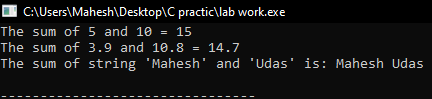 C:\Users\Mahesh\Desktop\C practic\lab work.exe
The sum of 5 and 10 = 15
The sum of 3.9 and 10.8 = 14.7
The sum of string 'Mahesh' and 'Udas' is: Mahesh Udas
--------------------------------